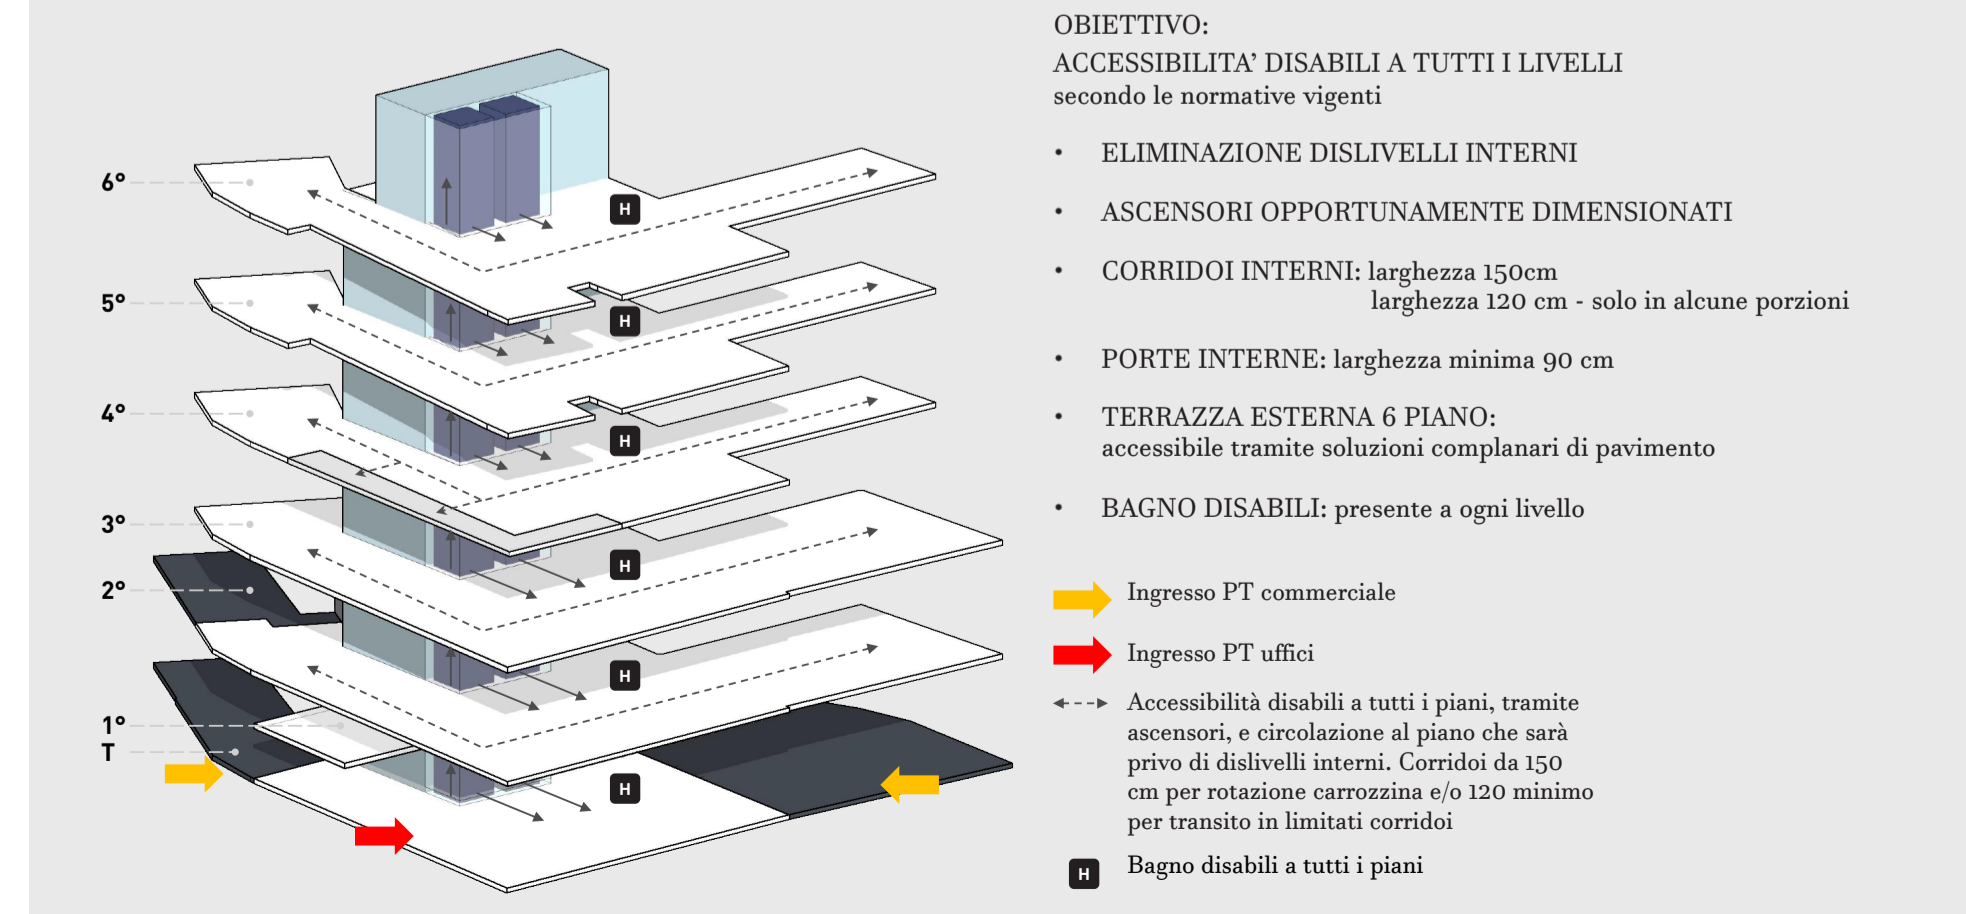 6°
5°
4°
3°
2°
1°
T
H
H
H
H
H
H
OBIETTIVO:
ACCESSIBILITA’ DISABILI A TUTTI I LIVELLI
secondo le normative vigenti
• ELIMINAZIONE DISLIVELLI INTERNI
• ASCENSORI OPPORTUNAMENTE DIMENSIONATI
• CORRIDOI INTERNI: larghezza 150cm
larghezza 120 cm - solo in alcune porzioni
• PORTE INTERNE: larghezza minima 90 cm
• TERRAZZA ESTERNA 6 PIANO:
accessibile tramite soluzioni complanari di pavimento
• BAGNO DISABILI: presente a ogni livello
Ingresso PT commerciale
Ingresso PT uffici
Accessibilità disabili a tutti i piani, tramite
ascensori, e circolazione al piano che sarà
privo di dislivelli interni. Corridoi da 150
cm per rotazione carrozzina e/o 120 minimo
per transito in limitati corridoi
H Bagno disabili a tutti i piani